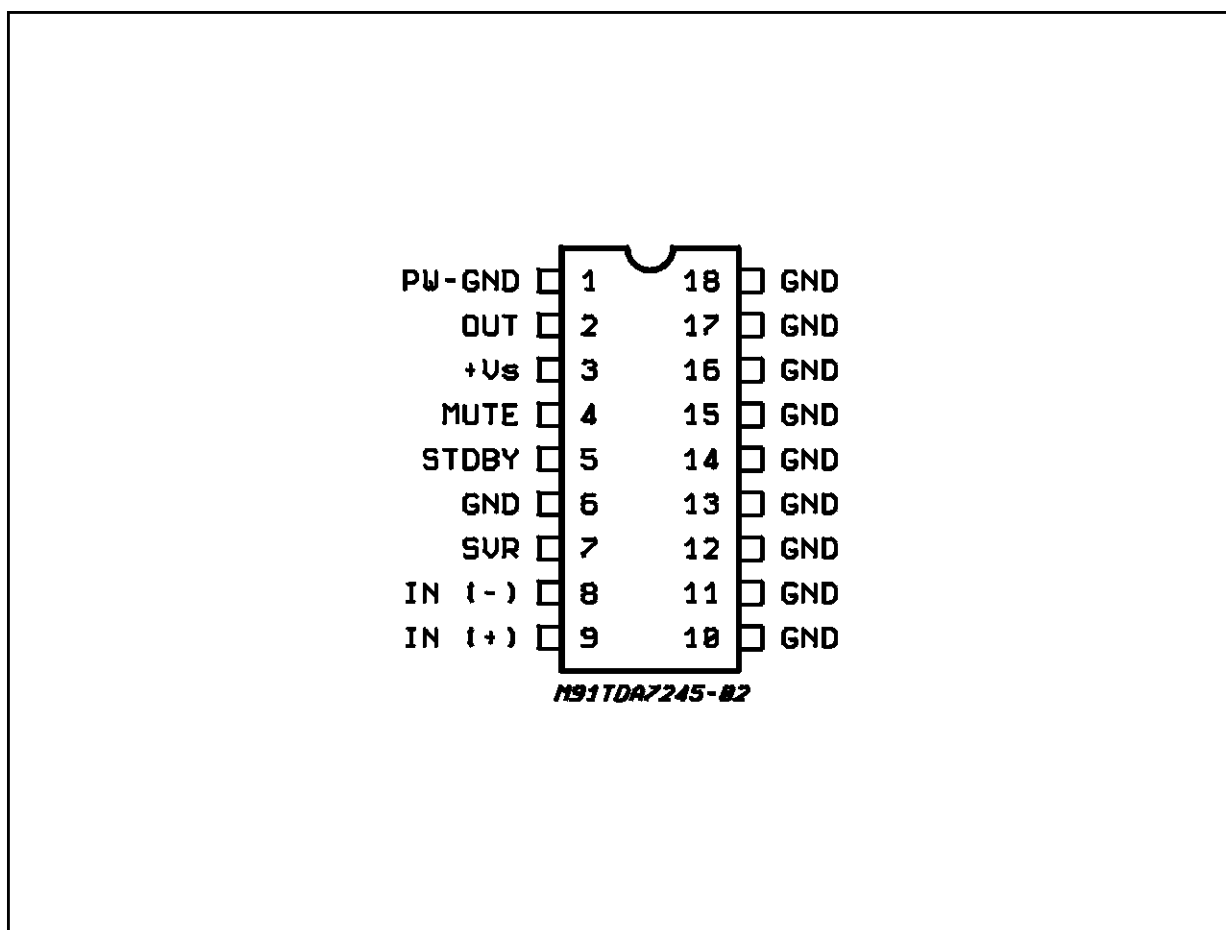 PW-GND 1 18 GND
OUT 2 17 GND
+Vs 3 16 GND
MUTE 4 15 GND
STDBY 5 14 GND
GND 6 13 GND
SVR 7 12 GND
IN (-) 8 11 GND
IN (+) 9 10 GND
M91TDA7245-02